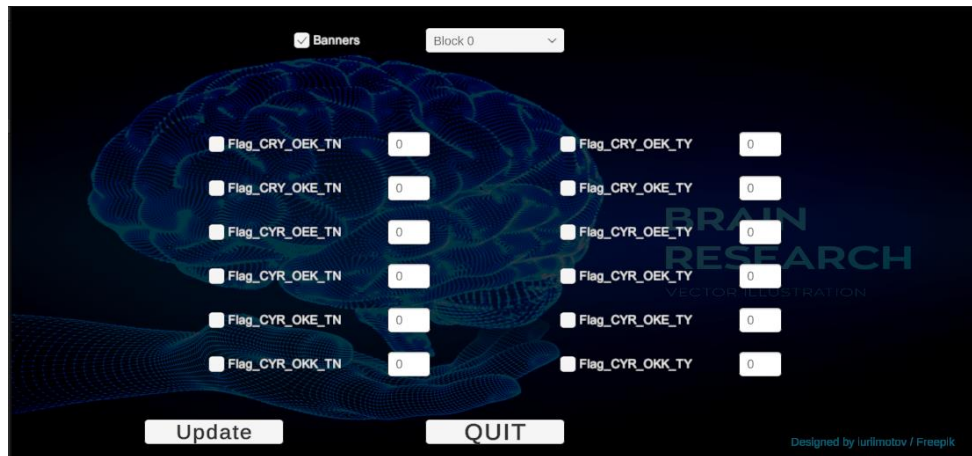 Banners Block 0
Flag_CRY_OEK_TN 0 Flag_CRY_OEK_TY 0
Flag_CRY_OKE_TN 0 Flag_CRY_OKE_TY 0
Flag_CYR_OEE_TN 0 Flag_CYR_OEE_TY 0
BRAIN
Flag_CYR_OEK_TN 0 Flag_CYR_OEK_TY 0
RESEARCH
VECTOR ILLUSTRATION
Flag_CYR_OKE_TN 0 Flag_CYR_OKE_TY 0
Flag_CYR_OKK_TN 0 Flag_CYR_OKK_TY 0
Update QUIT
Designed by iurlimotov / Freepik